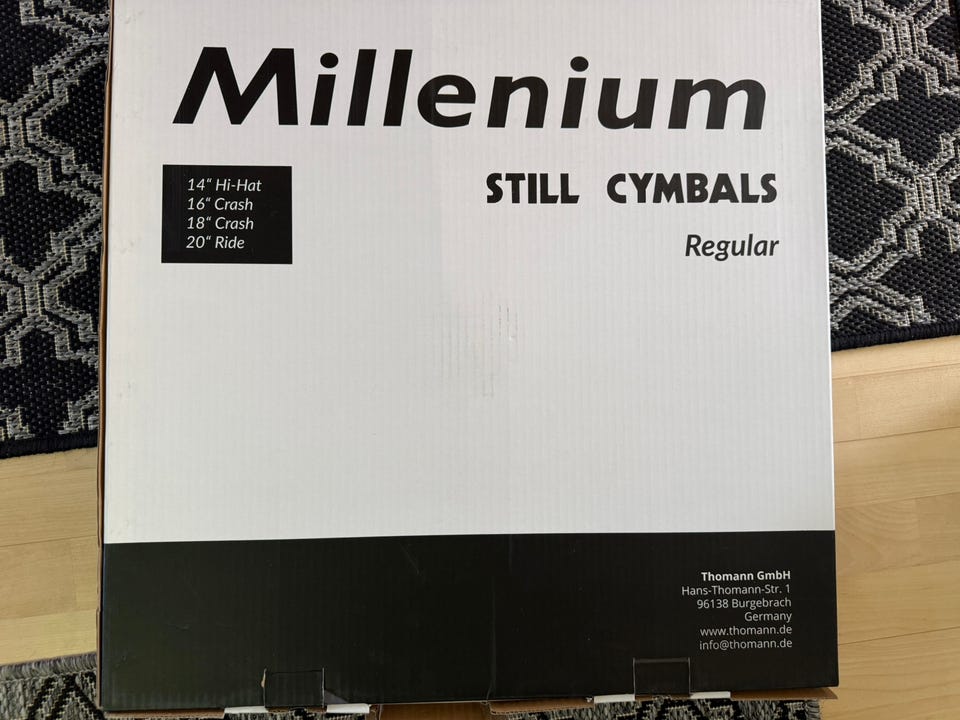 Millenium
14“ Hi-Hat
16“ Crash
18“ Crash
20“ Ride
STILL CYMBALS
Regular
Thomann GmbH
Hans-Thomann-Str. 1
96138 Burgebrach
Germany
www.thomann.de
info@thomann.de